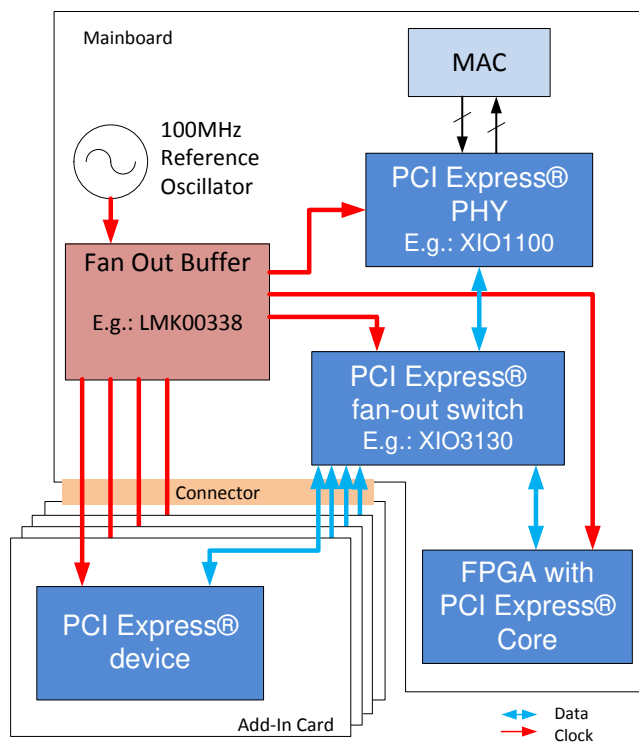 Mainboard
MAC
100MHz
Reference
Oscillator
PCI Express®
PHY
E.g.: XIO1100
Fan Out Buffer
E.g.: LMK00338
PCI Express®
fan-out switch
E.g.: XIO3130
Connector
FPGA with
PCI Express®
Core
PCI Express®
device
Add-In Card
Data
Clock